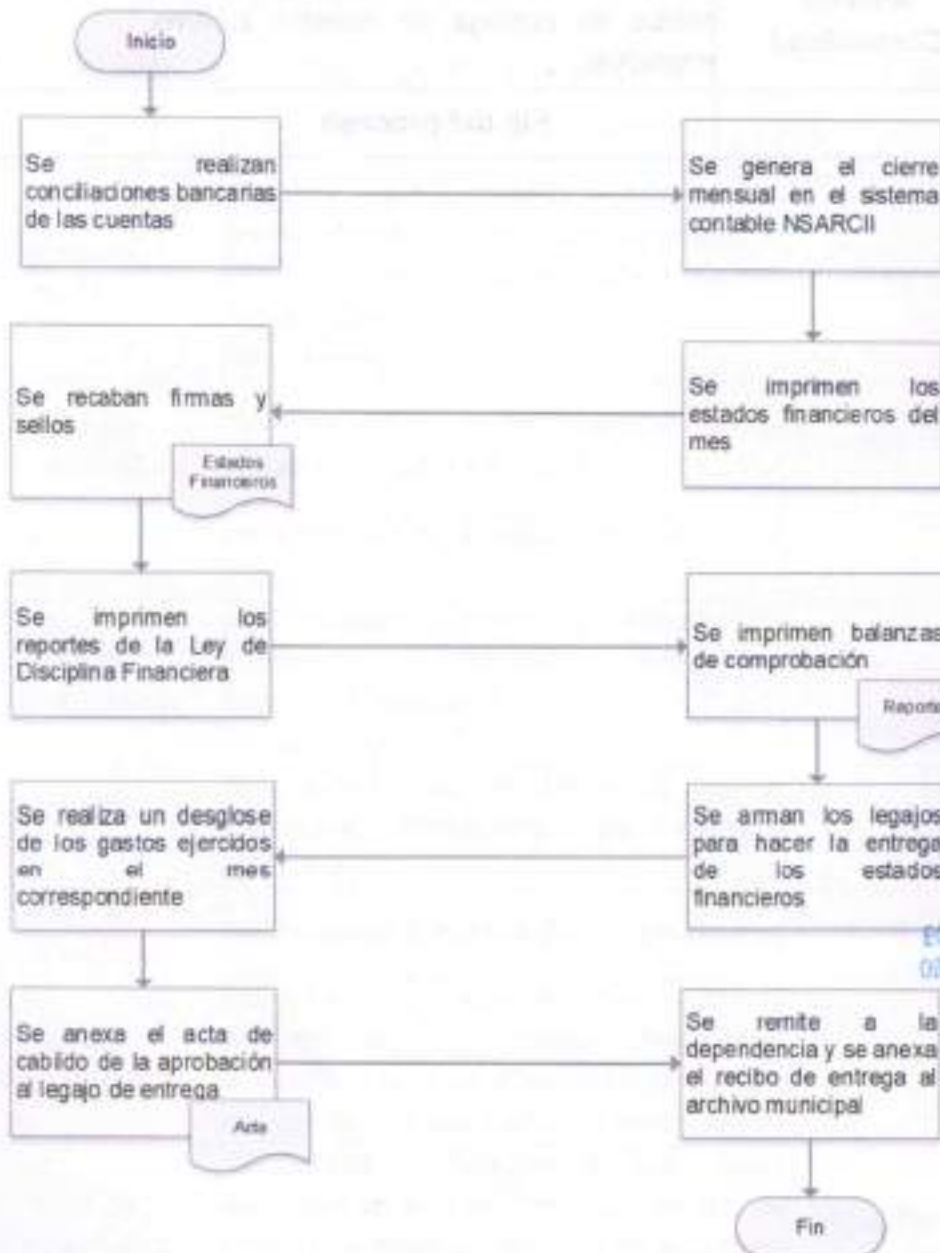 Inicio
Se realizan
conciliaciones bancarias
de las cuentas
Se genera el cierre
mensual en el sistema
contable NSARCII
Se imprimen los
estados financieros del
mes
Se recaban firmas y
sellos
Estados
Financieros
Se imprimen los
reportes de la Ley de
Disciplina Financiera
Se imprimen balanzas
de comprobación
Reporte
Se arman los legajos
para hacer la entrega
de los estados
financieros
Se realiza un desglose
de los gastos ejercidos
en el mes
correspondiente
Se anexa el acta de
cabildo de la aprobación
al legajo de entrega
Acta
Se remite a la
dependencia y se anexa
el recibo de entrega al
archivo municipal
Fin